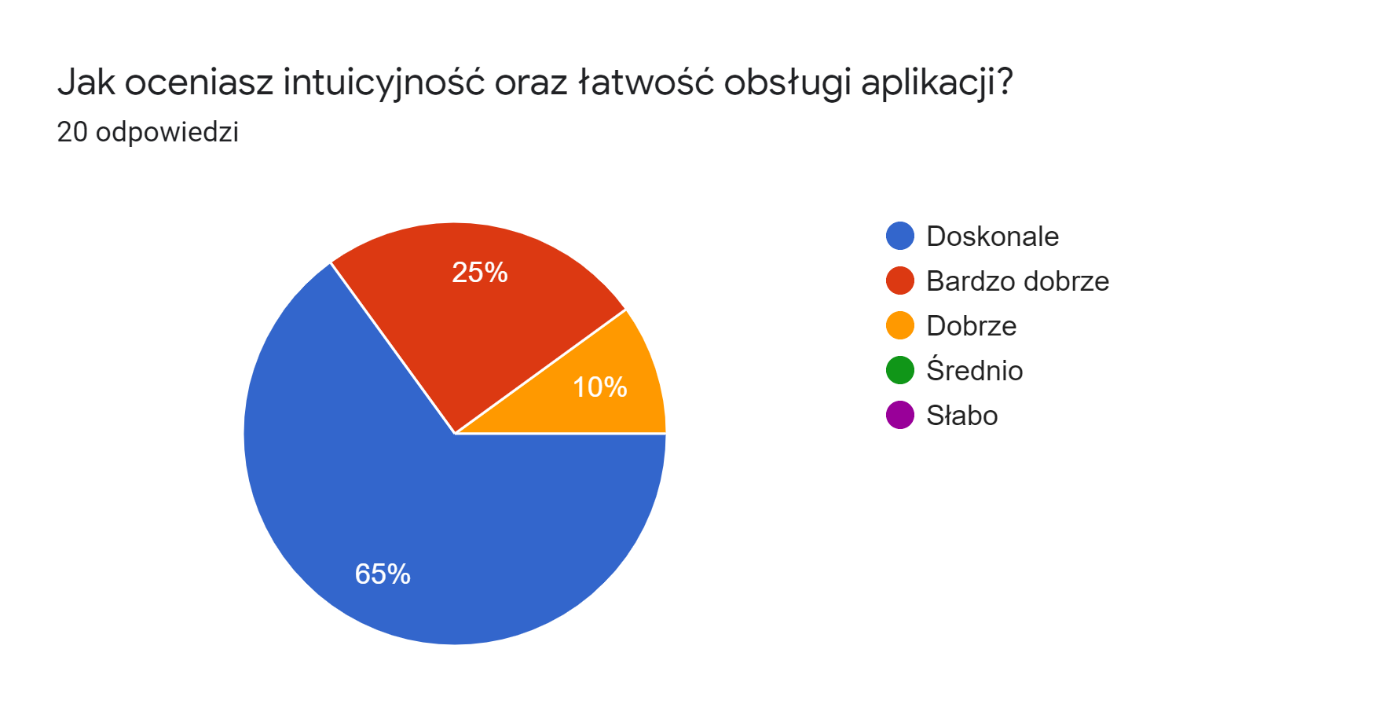 Jak oceniasz intuicyjność oraz łatwość obsługi aplikacji?
20 odpowiedzi
25%
10%
65%
Doskonale
Bardzo dobrze
Dobrze
Średnio
Słabo